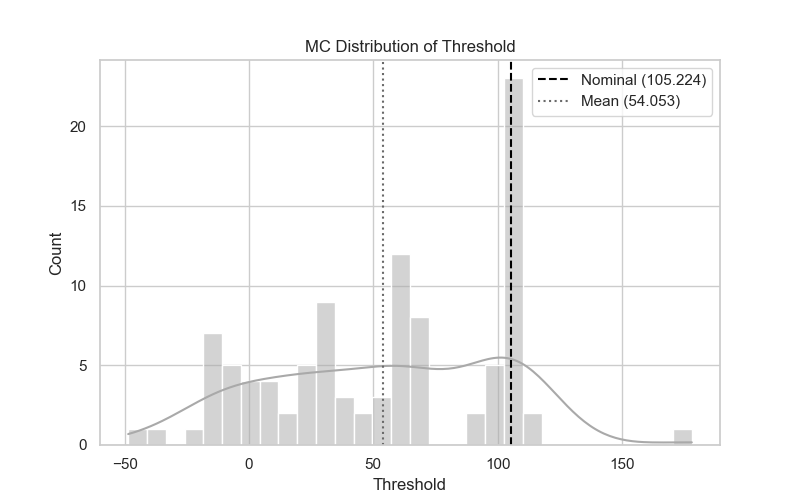 MC Distribution of Threshold
Nominal (105.224)
Mean (54.053)
Count
20
15
10
5
0
−50
0
50
100
150
Threshold